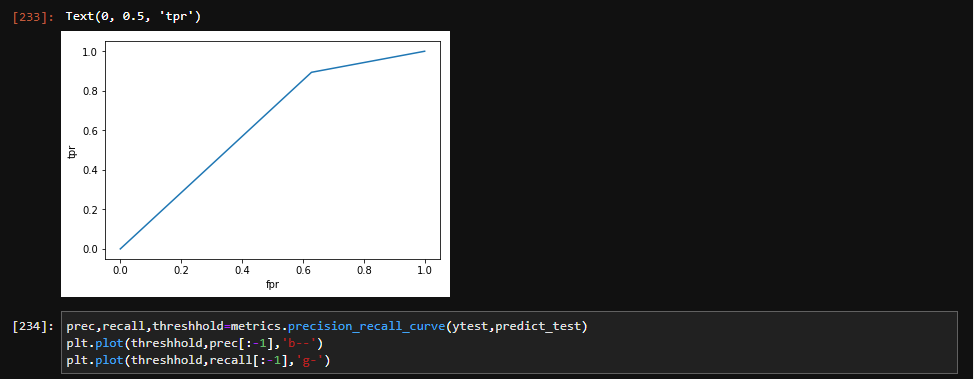 [233]: Text(0, 0.5, 'tpr')
1.0
0.8
0.6
0.4
0.2
0.0
tpr
0.0 0.2 0.4 0.6 0.8 1.0
fpr
[234]: prec,recall,threshhold=metrics.precision_recall_curve(ytest,predict_test)
plt.plot(threshhold,prec[:-1],'b--')
plt.plot(threshhold,recall[:-1],'g-')